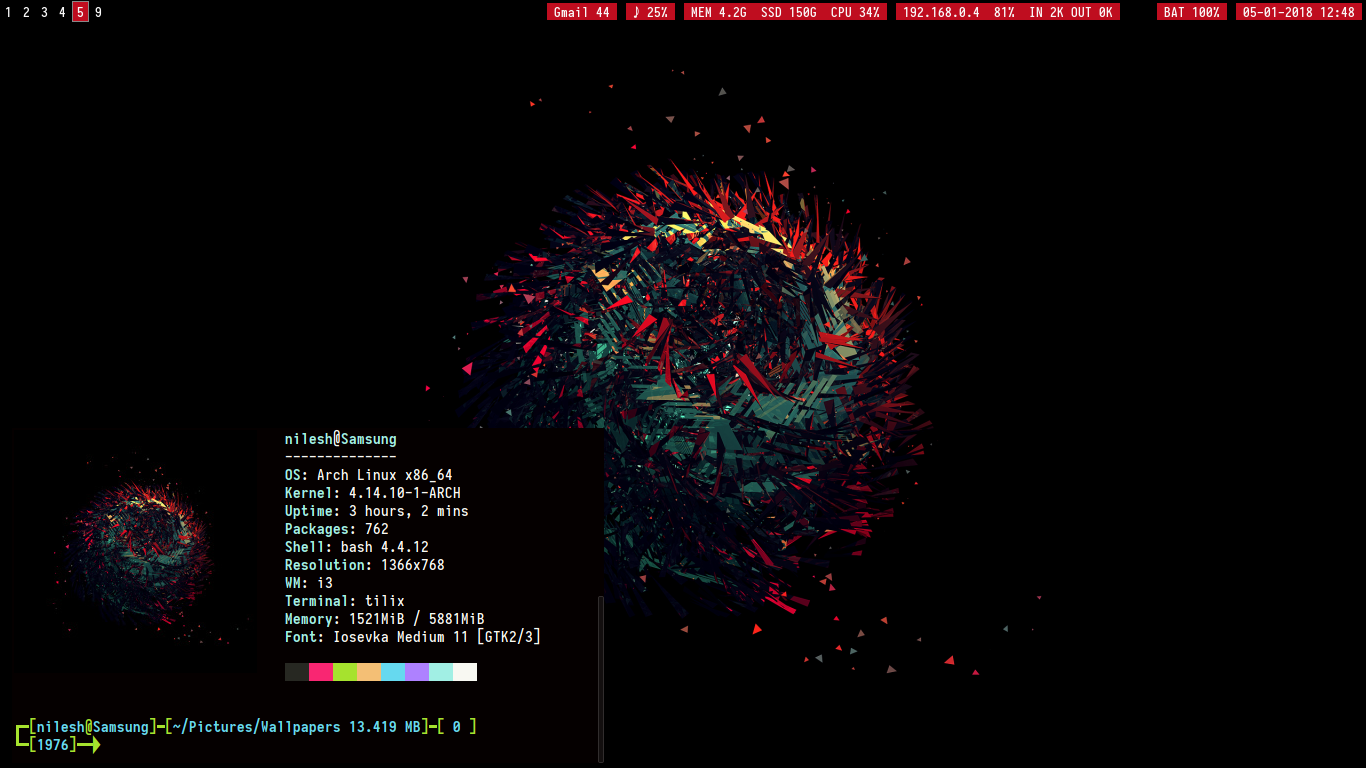 1 2 3 4 5 9 Gmail 44 ♪ 25% MEM 4.2G SSD 150G CPU 34% 192.168.0.4 81% IN 2K OUT 0K BAT 100% 05-01-2018 12:48
nilesh@Samsung
--------------
OS: Arch Linux x86_64
Kernel: 4.14.10-1-ARCH
Uptime: 3 hours, 2 mins
Packages: 762
Shell: bash 4.4.12
Resolution: 1366x768
WM: i3
Terminal: tilix
Memory: 1521MiB / 5881MiB
Font: Iosevka Medium 11 [GTK2/3]
┌─[nilesh@Samsung]─[~/Pictures/Wallpapers 13.419 MB]─[ 0 ]
└─[1976]─▶